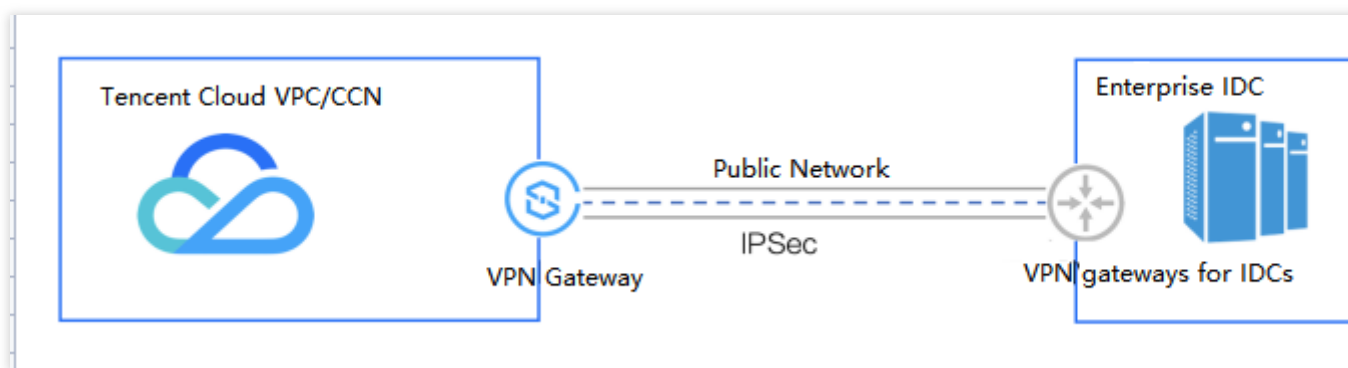 Tencent Cloud VPC/CCN
Enterprise IDC
Public Network
IPSec
VPN Gateway
VPN gateways for IDCs